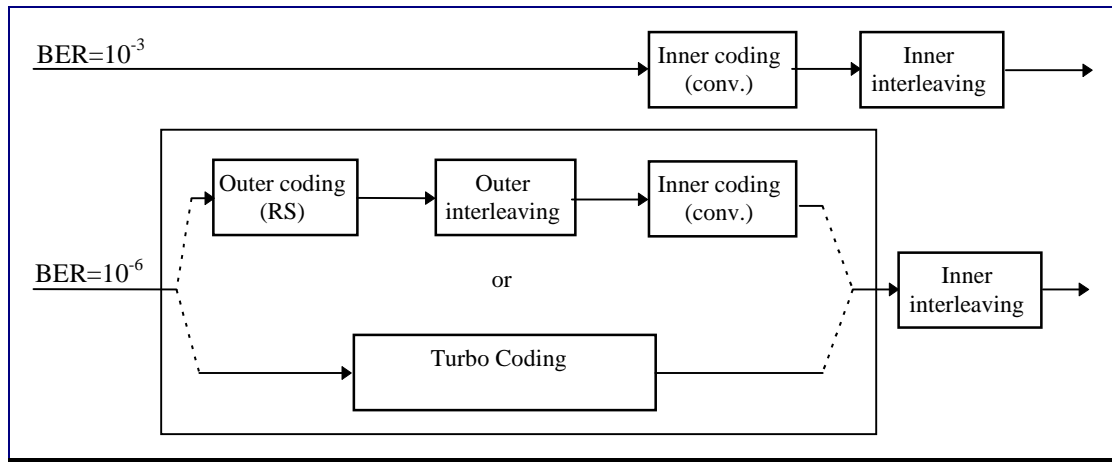 BER=10⁻³
Inner coding
(conv.)
Inner
interleaving
Outer coding
(RS)
Outer
interleaving
Inner coding
(conv.)
BER=10⁻⁶
or
Inner
interleaving
Turbo Coding